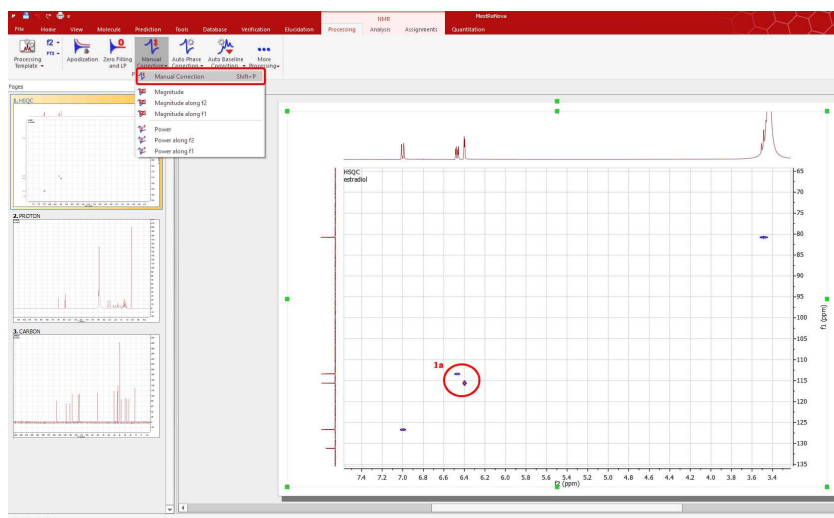 NMR
MestReNova
File Home View Molecule Prediction Tools Database Verification Elucidation Processing Analysis Assignments Quantitation
Processing Template
f2
f1
Apodization
Zero Filling and LP
Manual Correction
Auto Phase Correction
Auto Baseline Correction
More Processing
Manual Correction Shift+P
Magnitude
Magnitude along f2
Magnitude along f1
Power
Power along f2
Power along f1
Pages
1. HSQC
2. PROTON
3. CARBON
HSQC
estradiol
1a
65
70
75
80
85
90
95
100
105
110
115
120
125
130
135
f1 (ppm)
7.4 7.2 7.0 6.8 6.6 6.4 6.2 6.0 5.8 5.6 5.4 5.2 5.0 4.8 4.6 4.4 4.2 4.0 3.8 3.6 3.4
f2 (ppm)